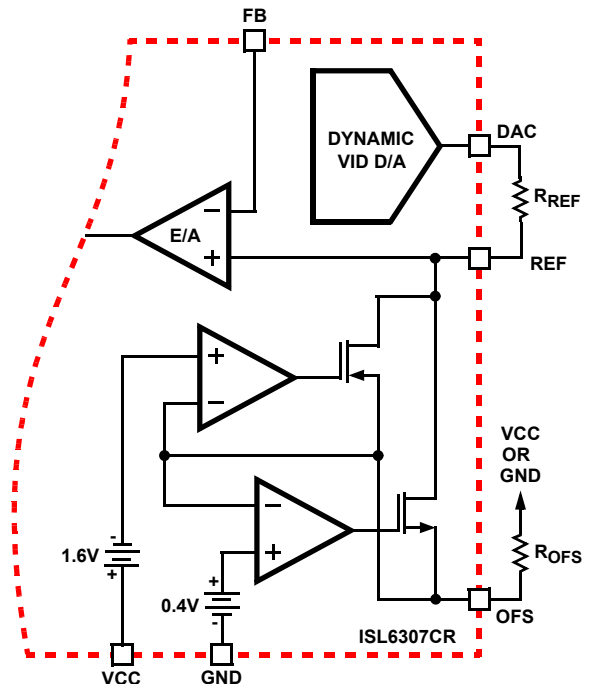 FB
DYNAMIC
VID D/A
DAC
RREF
E/A
−
+
REF
+
−
VCC
OR
GND
−
+
ROFS
-
1.6V
+
+
0.4V
-
OFS
ISL6307CR
VCC
GND